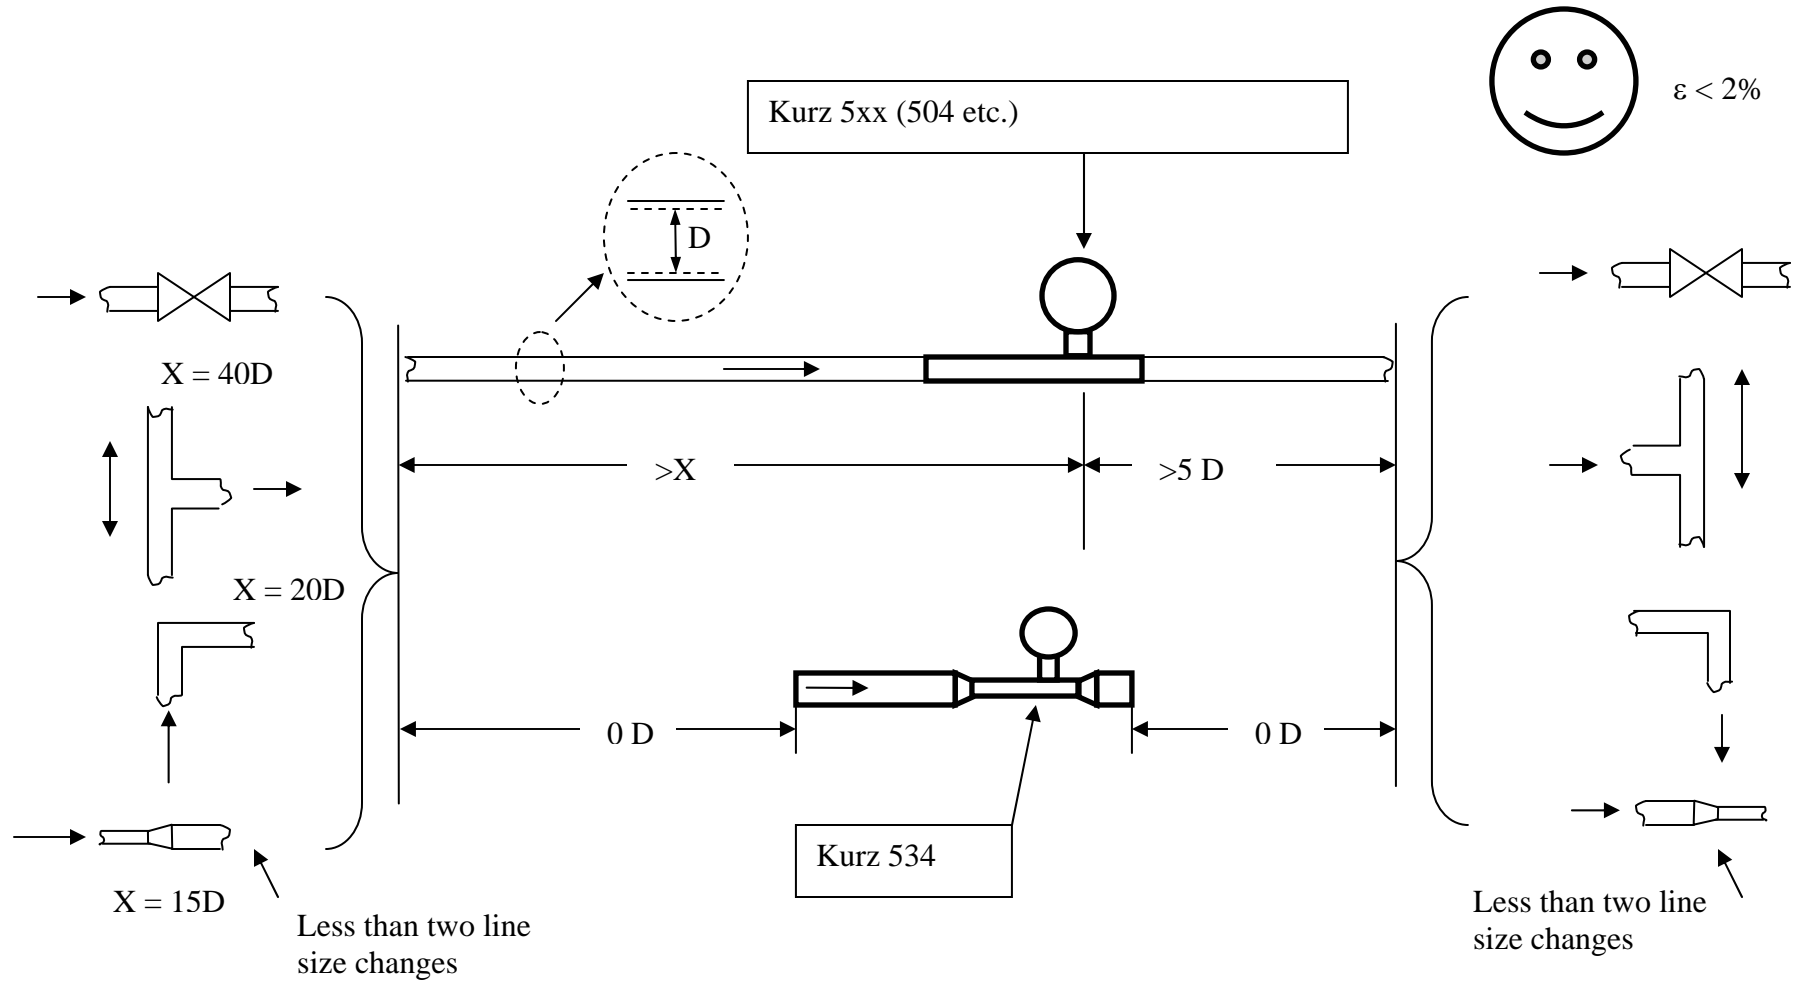 ε < 2%
Kurz 5xx (504 etc.)
D
X = 40D
>X
>5 D
X = 20D
0 D
0 D
Kurz 534
X = 15D
Less than two line
size changes
Less than two line
size changes